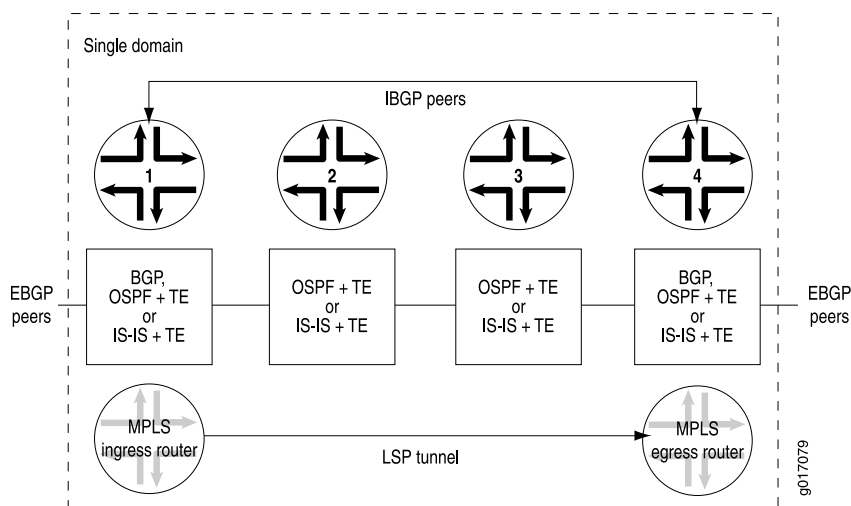 Single domain
IBGP peers
1
2
3
4
EBGP
peers
BGP,
OSPF + TE
or
IS-IS + TE
OSPF + TE
or
IS-IS + TE
OSPF + TE
or
IS-IS + TE
BGP,
OSPF + TE
or
IS-IS + TE
EBGP
peers
MPLS
ingress router
LSP tunnel
MPLS
egress router
g017079